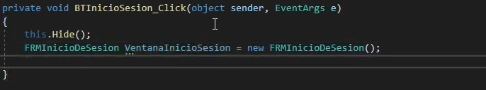 private void BTInicioSesion_Click(object sender, EventArgs e)
{
this.Hide();
FRMInicioDeSesion VentanaInicioSesion = new FRMInicioDeSesion();
}